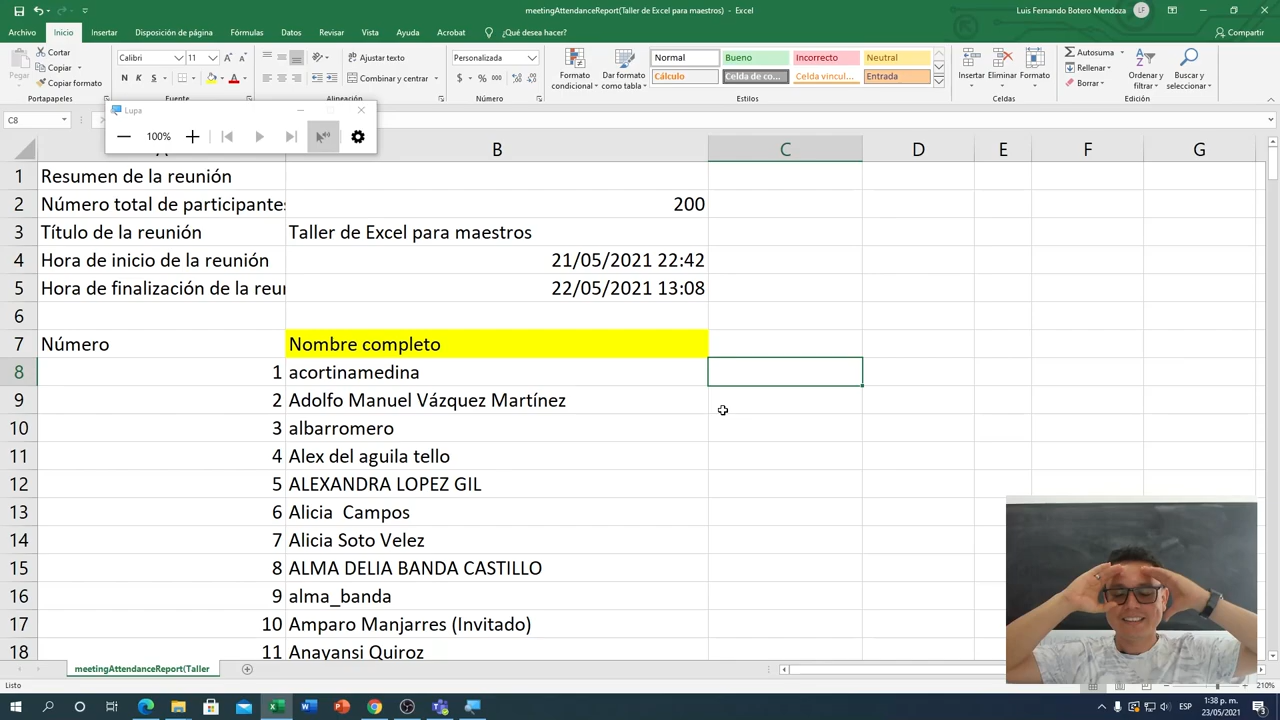 meetingAttendanceReport(Taller de Excel para maestros) - Excel
Luis Fernando Botero Mendoza LF
Archivo Inicio Insertar Disposición de página Fórmulas Datos Revisar Vista Ayuda Acrobat ¿Qué desea hacer? Compartir
Pegar
Cortar
Copiar
Portapapeles
Calibri 11
N K S
Fuente
Ajustar texto
Combinar y centrar
Alineación
Personalizada
$ % 000
Número
Formato condicional
Dar formato como tabla
Normal Bueno Incorrecto Neutral
Cálculo Celda de co... Celda vincul... Entrada
Estilos
Insertar Eliminar Formato
Celdas
Autosuma
Rellenar
Borrar
Ordenar y filtrar
Buscar y seleccionar
Edición
Lupa
100%
C8
A B C D E F G
1 Resumen de la reunión
2 Número total de participantes 200
3 Título de la reunión Taller de Excel para maestros
4 Hora de inicio de la reunión 21/05/2021 22:42
5 Hora de finalización de la reu 22/05/2021 13:08
6
7 Número Nombre completo
8 1 acortinamedina
9 2 Adolfo Manuel Vázquez Martínez
10 3 albarromero
11 4 Alex del aguila tello
12 5 ALEXANDRA LOPEZ GIL
13 6 Alicia  Campos
14 7 Alicia Soto Velez
15 8 ALMA DELIA BANDA CASTILLO
16 9 alma_banda
17 10 Amparo Manjarres (Invitado)
18 11 Anayansi Quiroz
meetingAttendanceReport(Taller
Listo
210%
ESP
1:38 p. m.
23/05/2021